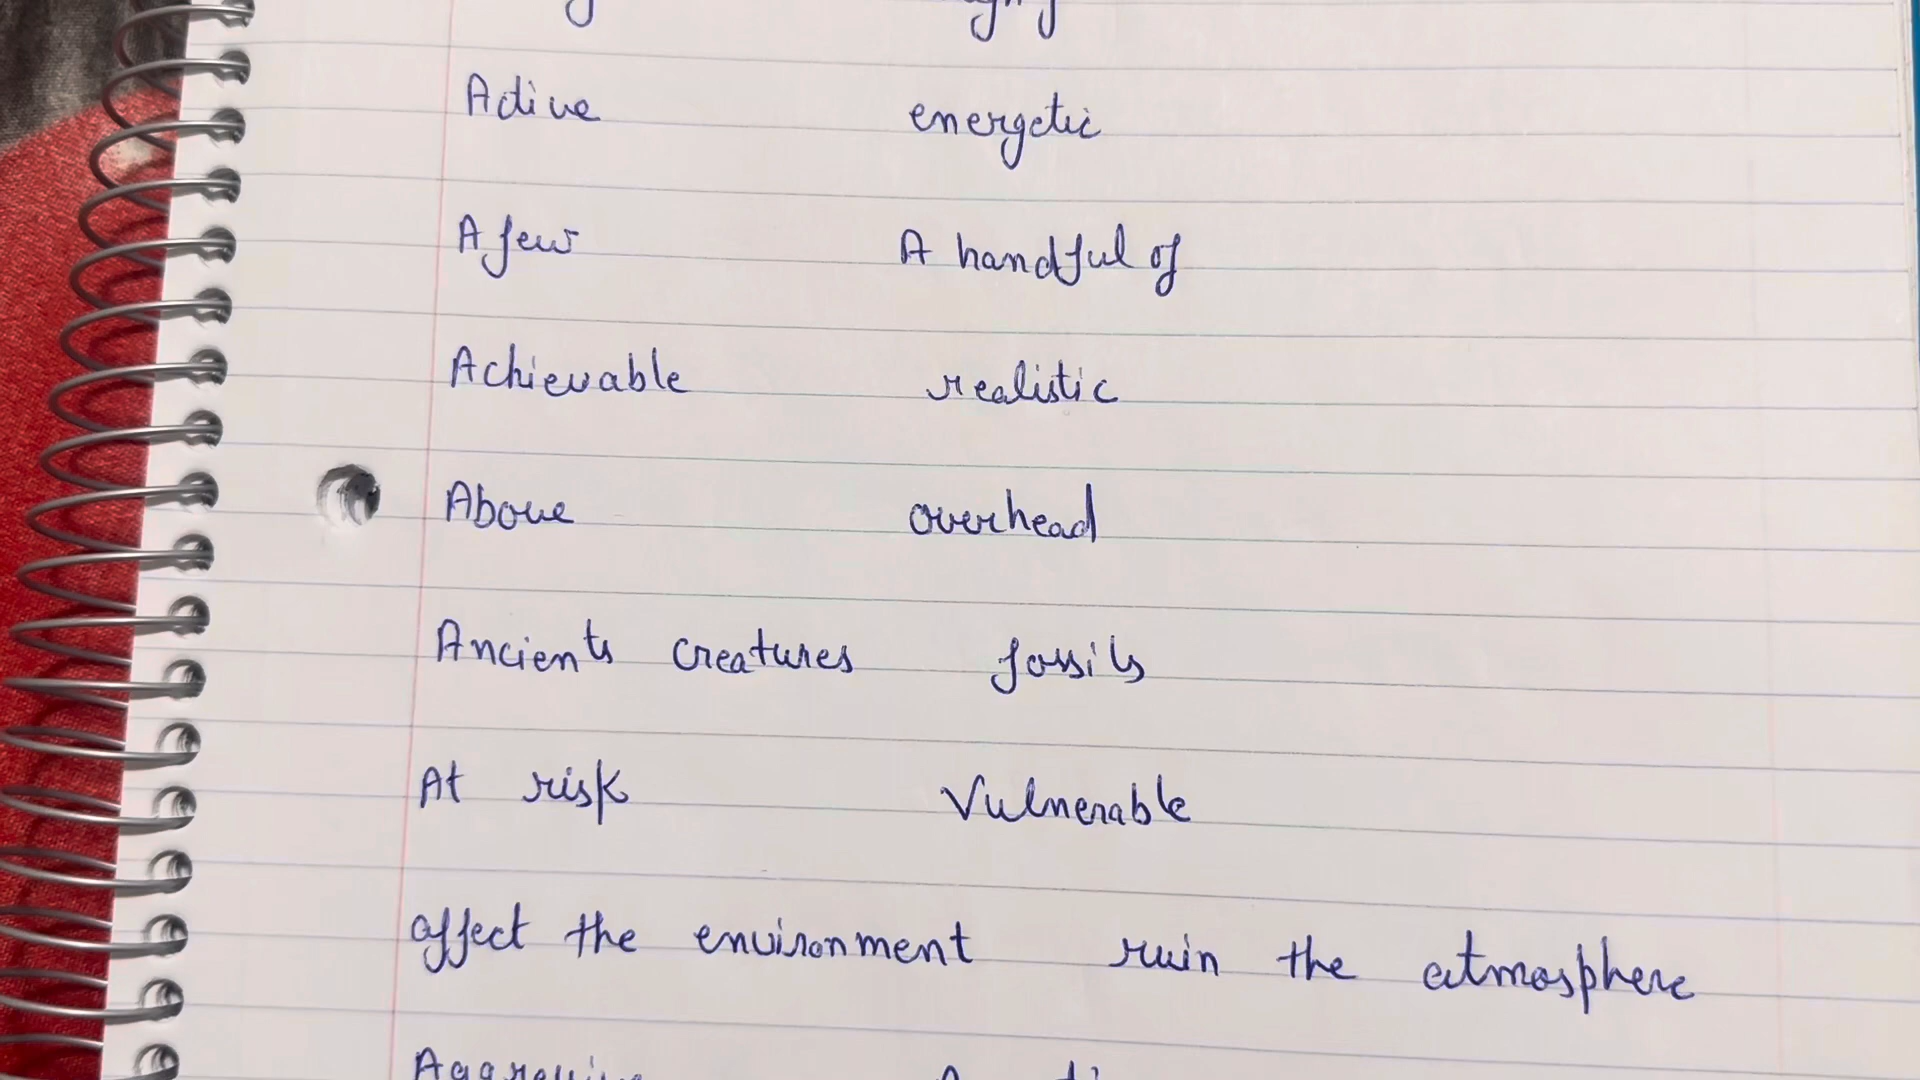 Active energetic
A few A handful of
Achievable realistic
Above overhead
Ancients creatures fossils
At risk Vulnerable
affect the environment ruin the atmosphere